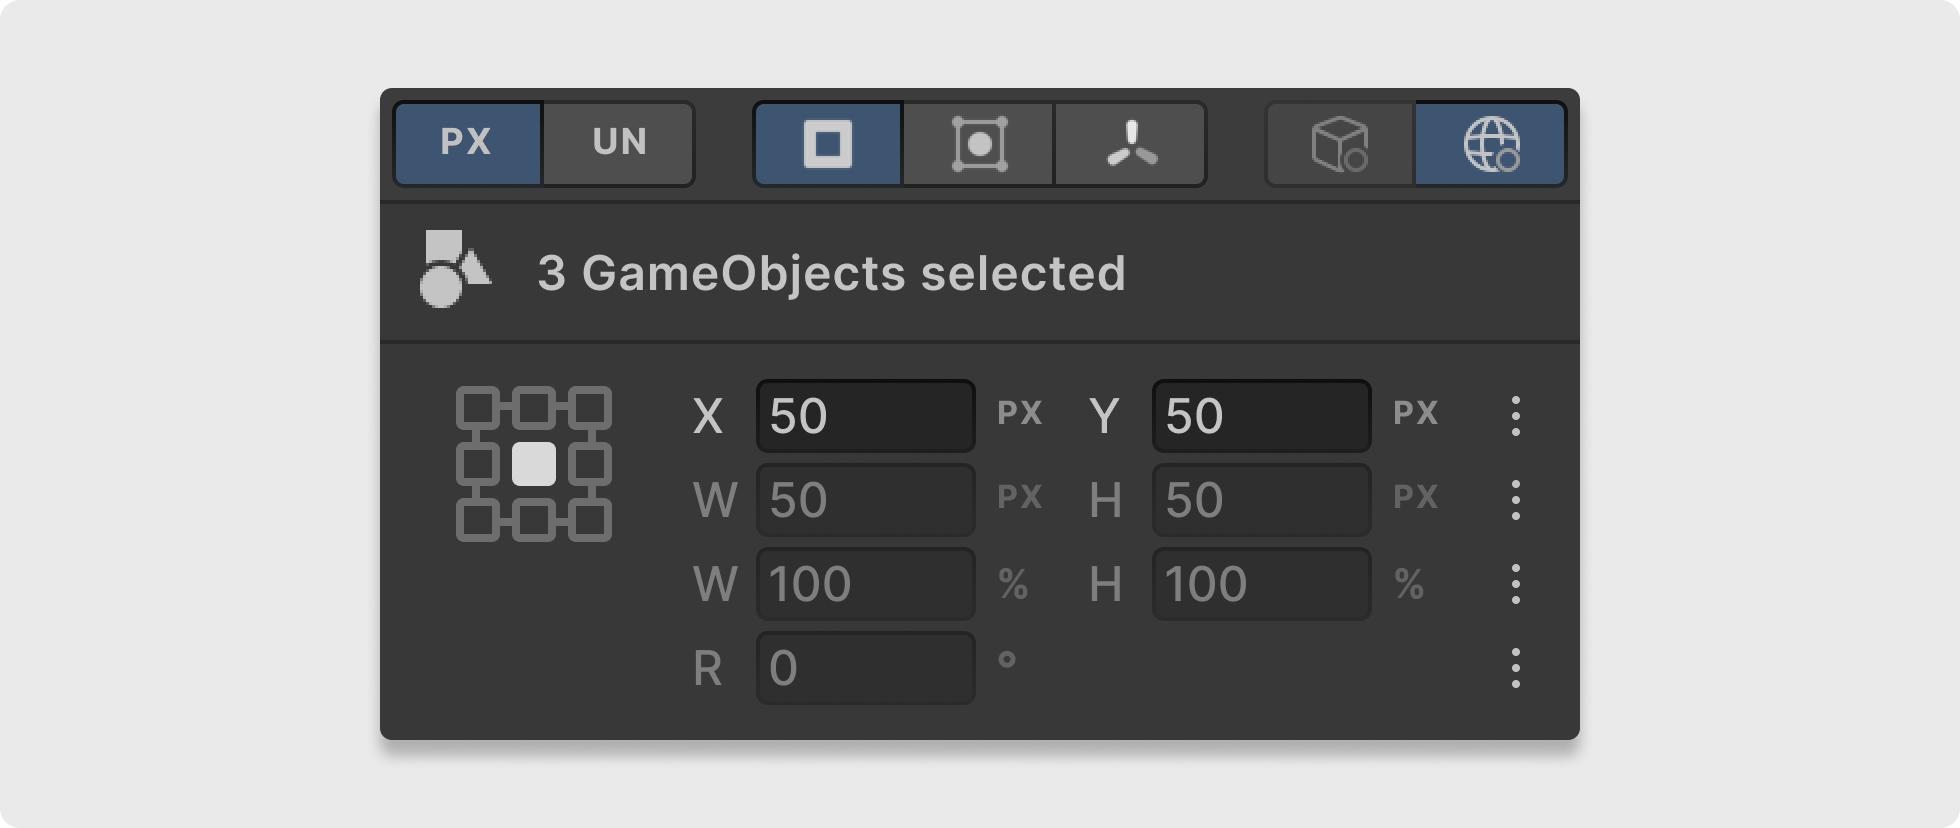 PX UN
3 GameObjects selected
X 50 PX Y 50 PX
W 50 PX H 50 PX
W 100 % H 100 %
R 0 °